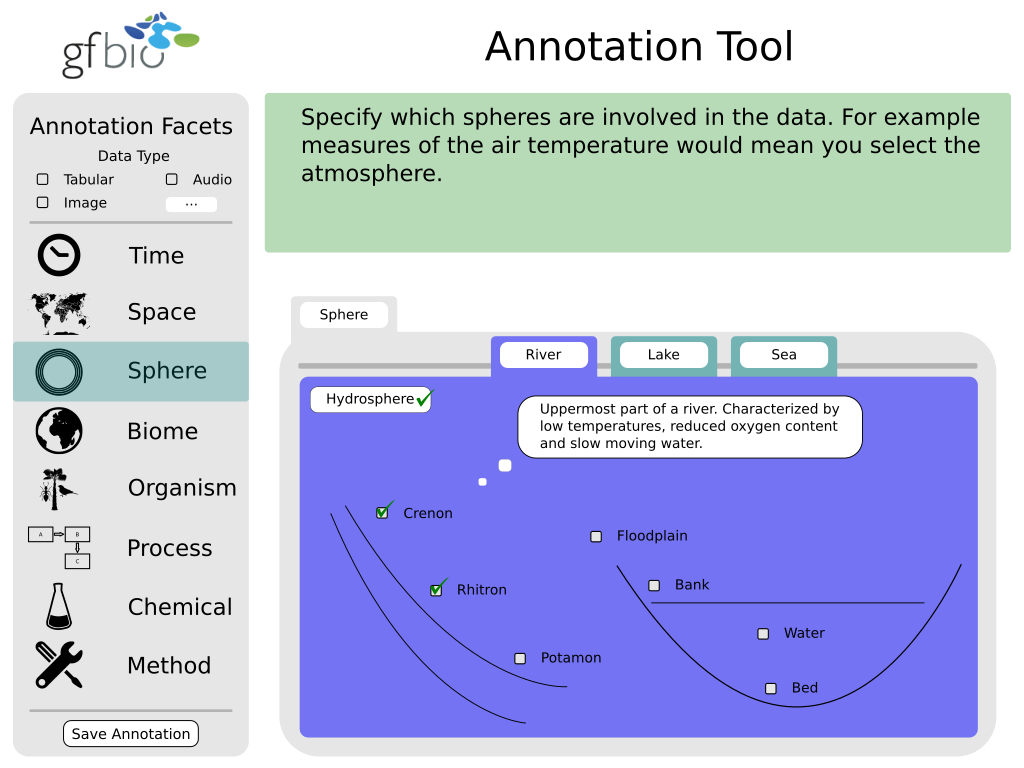 gfbio
Annotation Tool
Annotation Facets
Data Type
Tabular
Audio
Image
...
Time
Space
Sphere
Biome
Organism
A
B
C
Process
Chemical
Method
Save Annotation
Specify which spheres are involved in the data. For example
measures of the air temperature would mean you select the
atmosphere.
Sphere
River
Lake
Sea
Hydrosphere
Uppermost part of a river. Characterized by
low temperatures, reduced oxygen content
and slow moving water.
Crenon
Floodplain
Bank
Rhitron
Water
Potamon
Bed